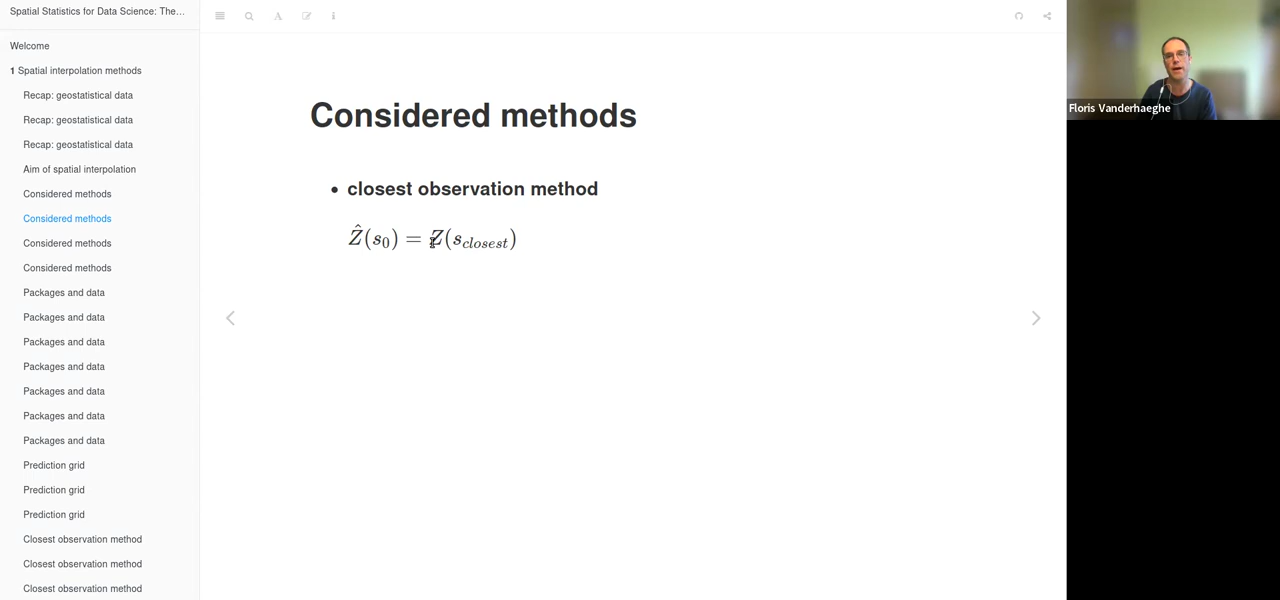 Spatial Statistics for Data Science: The…
Welcome
1 Spatial interpolation methods
Recap: geostatistical data
Recap: geostatistical data
Recap: geostatistical data
Aim of spatial interpolation
Considered methods
Considered methods
Considered methods
Considered methods
Packages and data
Packages and data
Packages and data
Packages and data
Packages and data
Packages and data
Packages and data
Prediction grid
Prediction grid
Prediction grid
Closest observation method
Closest observation method
Closest observation method
Considered methods
• closest observation method
Ẑ(s₀) = Z(s_closest)
Floris Vanderhaeghe